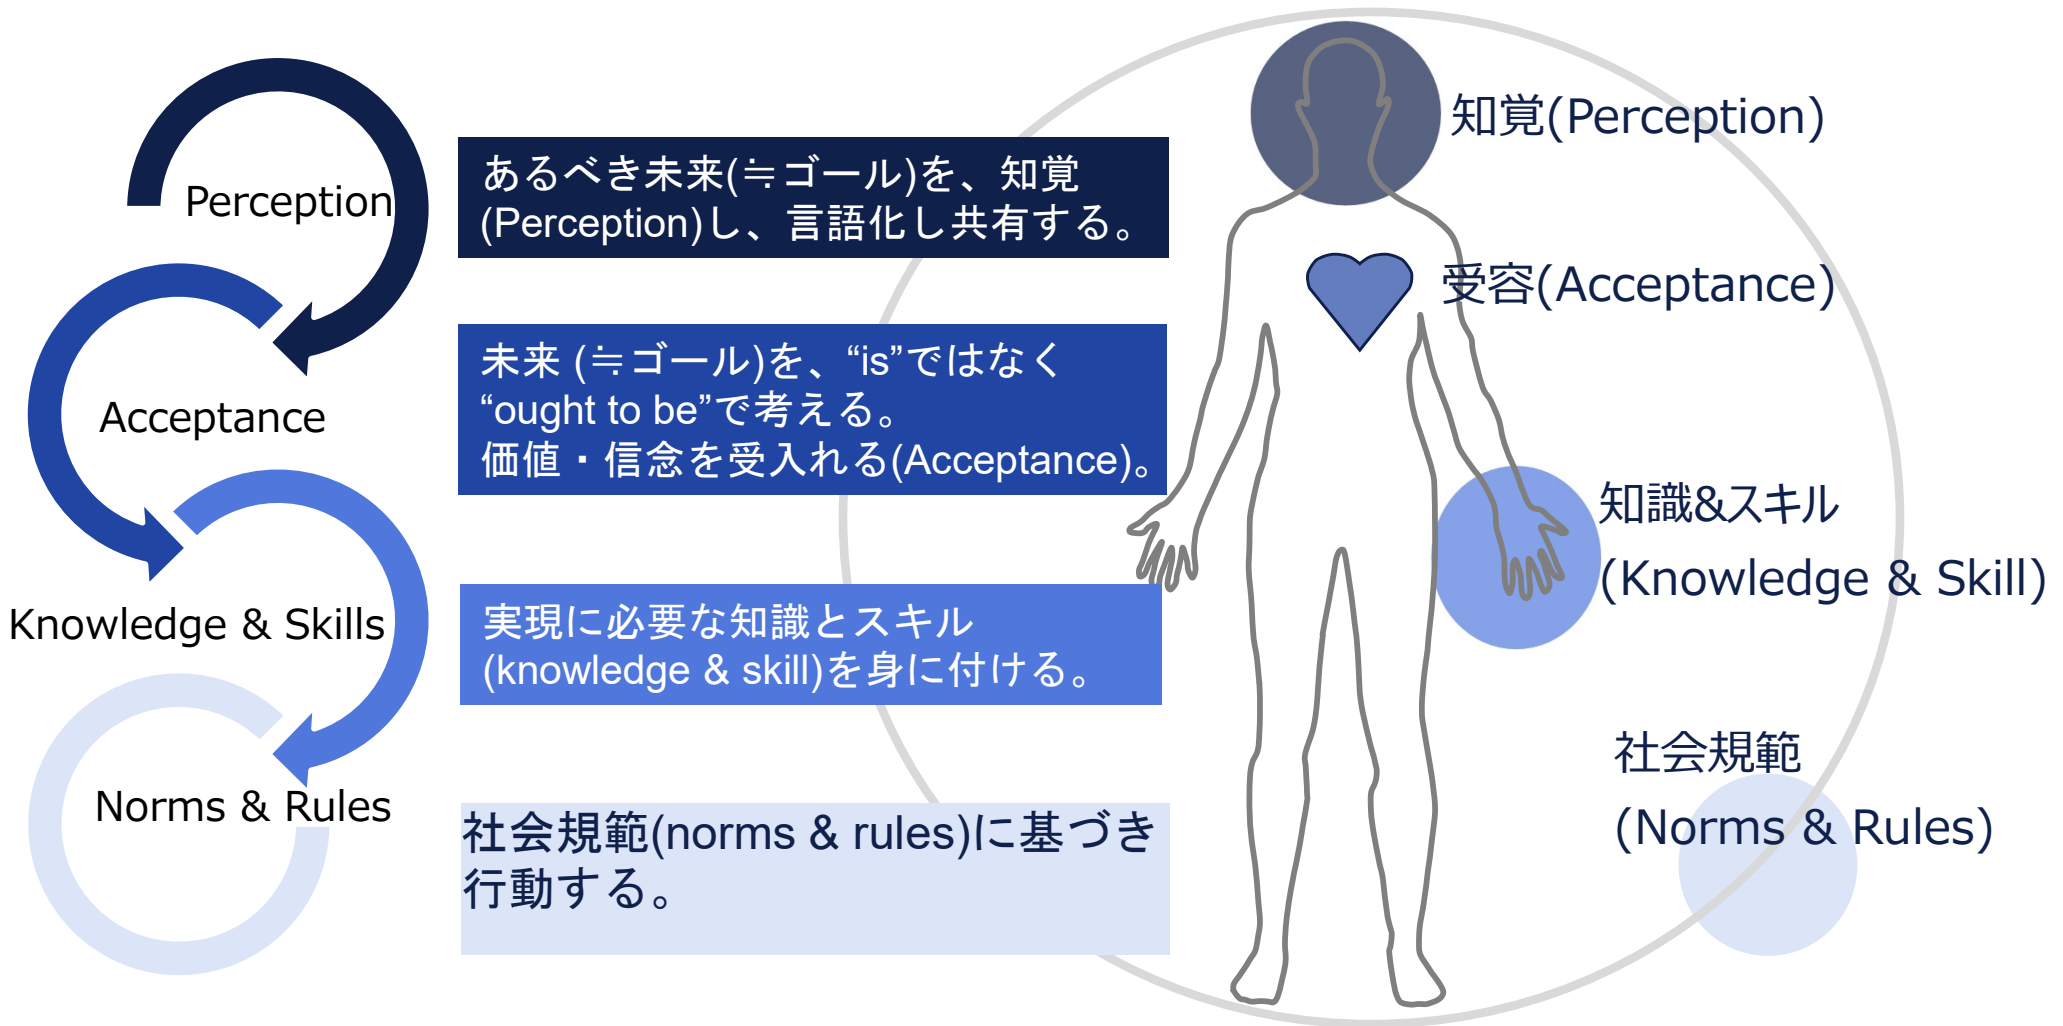 Perception
あるべき未来(≒ゴール)を、知覚
(Perception)し、言語化し共有する。
Acceptance
未来 (≒ゴール)を、“is”ではなく
“ought to be”で考える。
価値・信念を受入れる(Acceptance)。
Knowledge & Skills
実現に必要な知識とスキル
(knowledge & skill)を身に付ける。
Norms & Rules
社会規範(norms & rules)に基づき
行動する。
知覚(Perception)
受容(Acceptance)
知識&スキル
(Knowledge & Skill)
社会規範
(Norms & Rules)